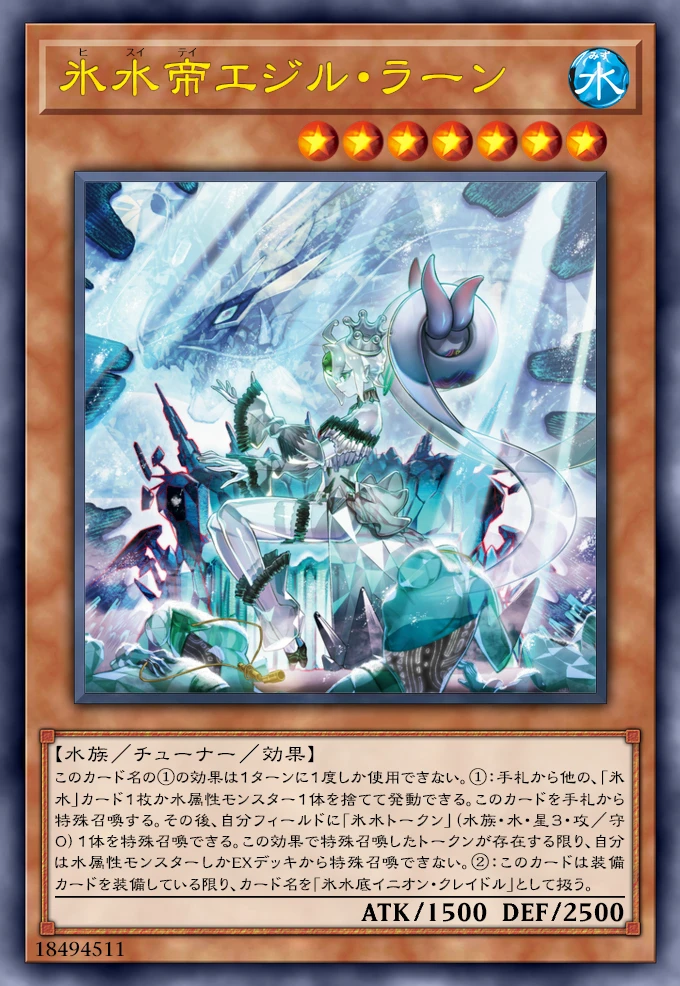 ヒ スイ テイ
氷水帝エジル・ラーン
みず
水
【水族／チューナー／効果】
このカード名の①の効果は1ターンに1度しか使用できない。①：手札から他の、「氷
水」カード1枚か水属性モンスター1体を捨てて発動できる。このカードを手札から
特殊召喚する。その後、自分フィールドに「氷水トークン」(水族・水・星3・攻／守
0)1体を特殊召喚できる。この効果で特殊召喚したトークンが存在する限り、自分
は水属性モンスターしかEXデッキから特殊召喚できない。②：このカードは装備
カードを装備している限り、カード名を「氷水底イニオン・クレイドル」として扱う。
ATK/1500 DEF/2500
18494511